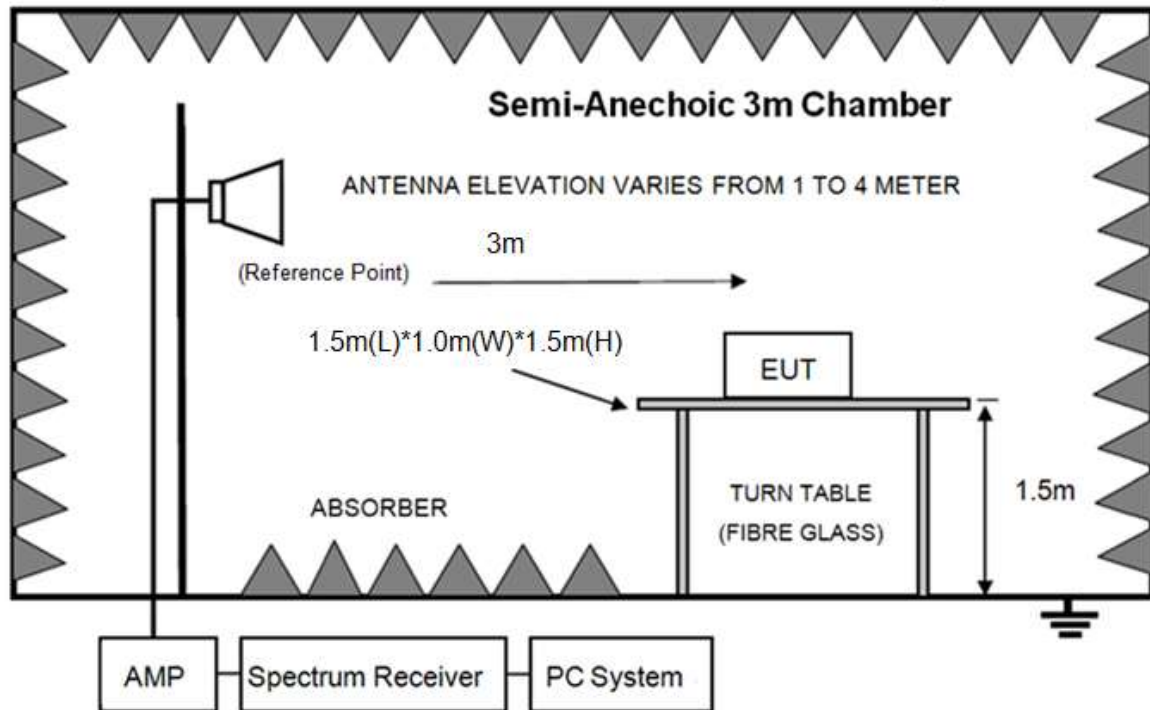 Semi-Anechoic 3m Chamber
ANTENNA ELEVATION VARIES FROM 1 TO 4 METER
3m
(Reference Point)
1.5m(L)*1.0m(W)*1.5m(H)
EUT
ABSORBER
TURN TABLE
(FIBRE GLASS)
1.5m
AMP
Spectrum Receiver
PC System